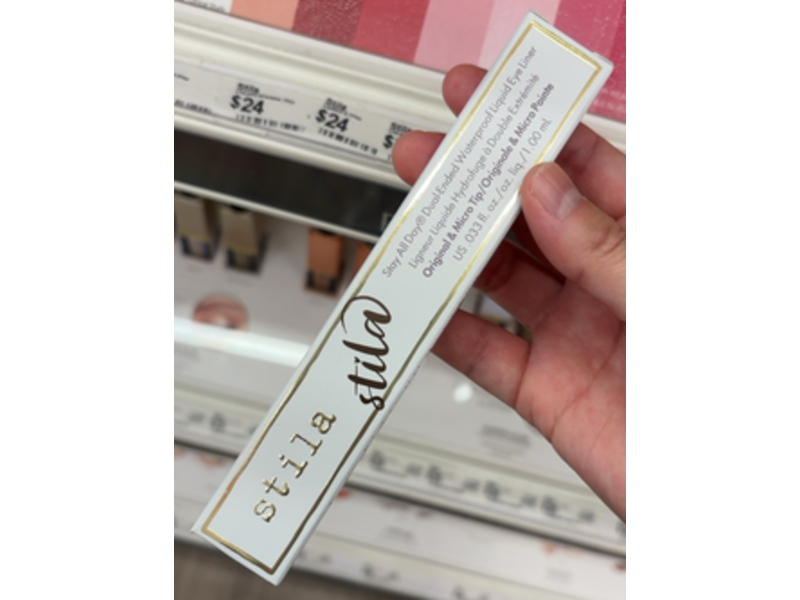 $24
$24
Stay All Day® Dual-Ended Waterproof Liquid Eye Liner
Ligneur Liquide Hydrofuge à Double Extrémité
Original & Micro Tip/Originale & Micro Pointe
US .033 fl. oz./oz. liq./1.00 mL
stila
stila